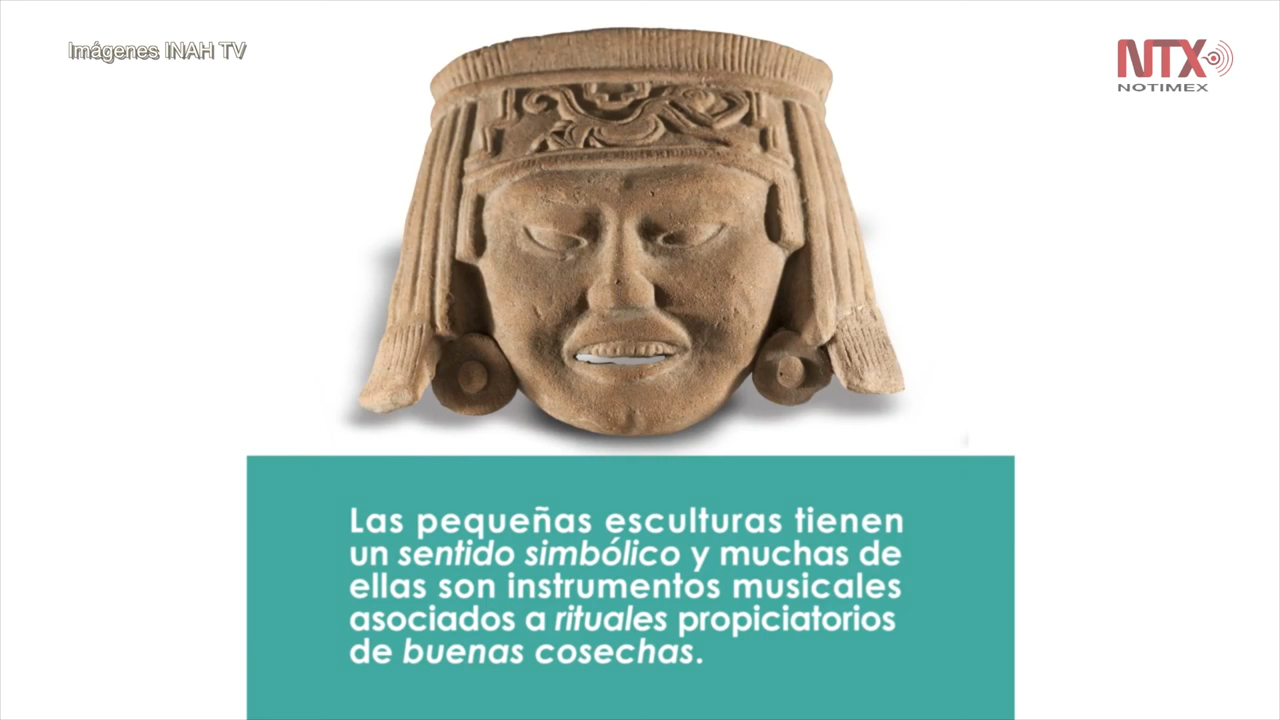 Imágenes INAH TV
NTX
NOTIMEX
Las pequeñas esculturas tienen
un sentido simbólico y muchas de
ellas son instrumentos musicales
asociados a rituales propiciatorios
de buenas cosechas.